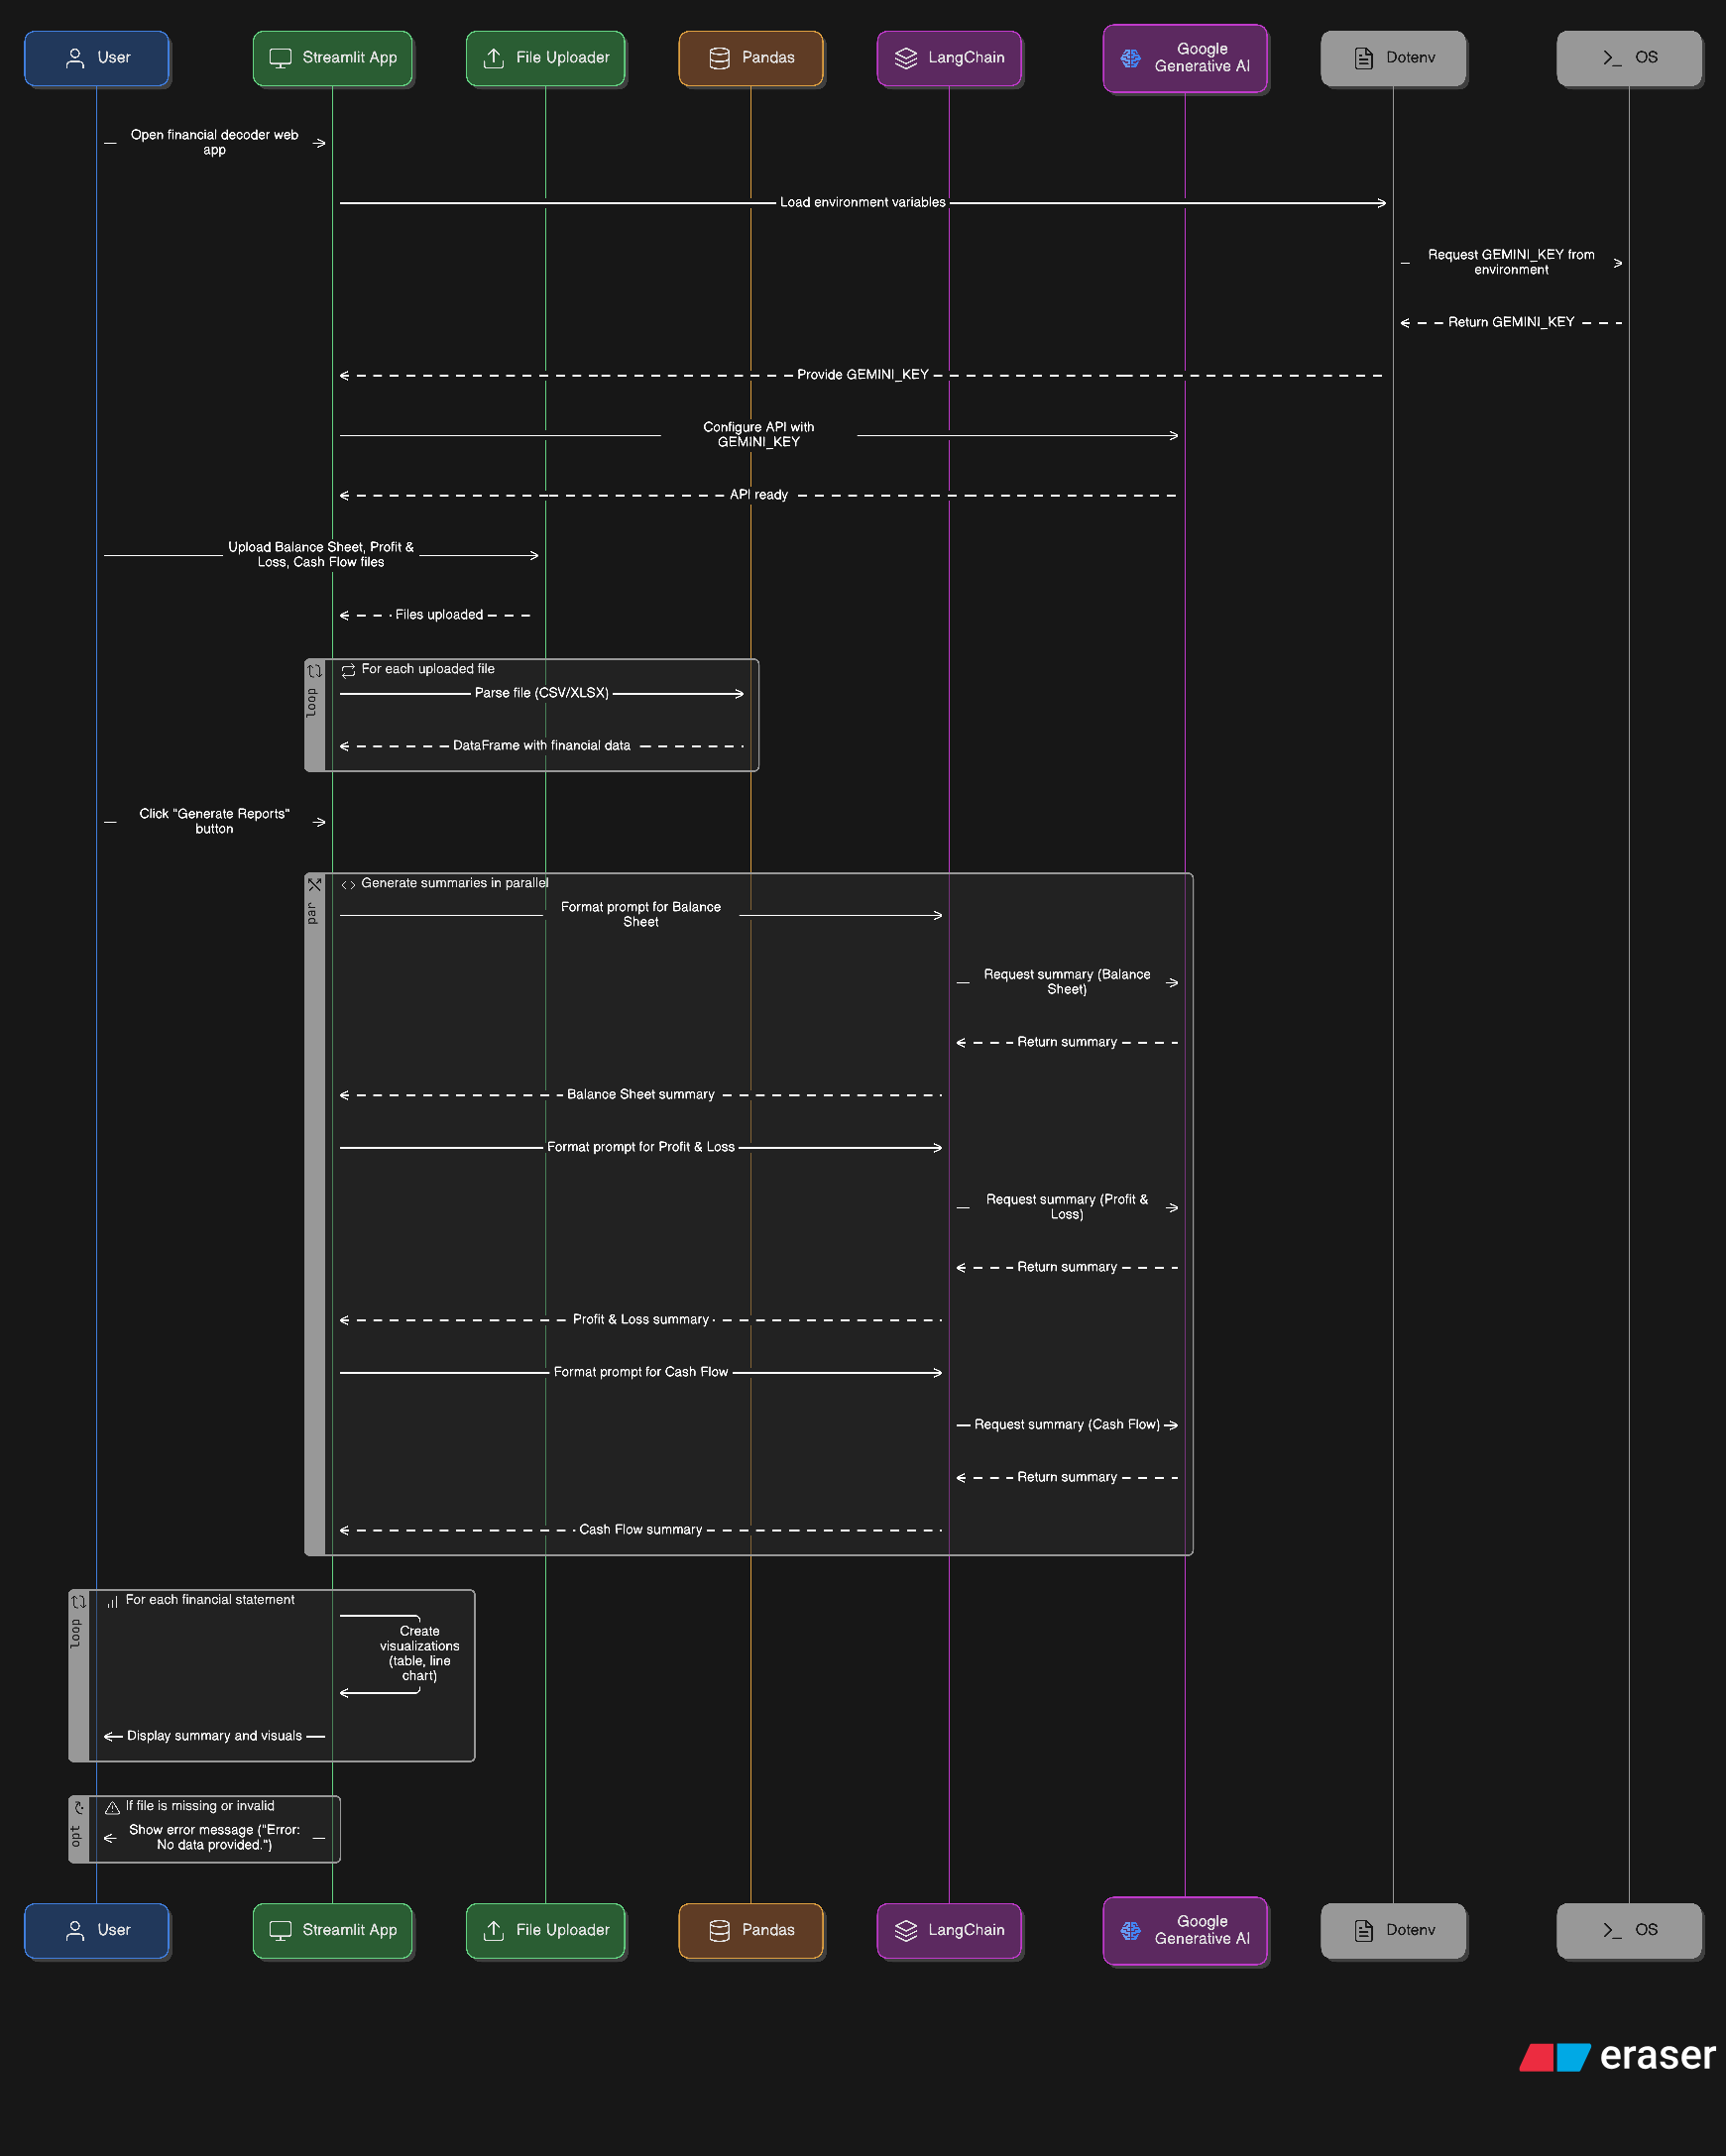 User
Streamlit App
File Uploader
Pandas
LangChain
Google
Generative AI
Dotenv
OS
Open financial decoder web
app
Load environment variables
Request GEMINI_KEY from
environment
Return GEMINI_KEY
Provide GEMINI_KEY
Configure API with
GEMINI_KEY
API ready
Upload Balance Sheet, Profit &
Loss, Cash Flow files
Files uploaded
loop
For each uploaded file
Parse file (CSV/XLSX)
DataFrame with financial data
Click "Generate Reports"
button
par
Generate summaries in parallel
Format prompt for Balance
Sheet
Request summary (Balance
Sheet)
Return summary
Balance Sheet summary
Format prompt for Profit & Loss
Request summary (Profit &
Loss)
Return summary
Profit & Loss summary
Format prompt for Cash Flow
Request summary (Cash Flow)
Return summary
Cash Flow summary
loop
For each financial statement
Create
visualizations
(table, line
chart)
Display summary and visuals
opt
If file is missing or invalid
Show error message ("Error:
No data provided.")
User
Streamlit App
File Uploader
Pandas
LangChain
Google
Generative AI
Dotenv
OS
eraser